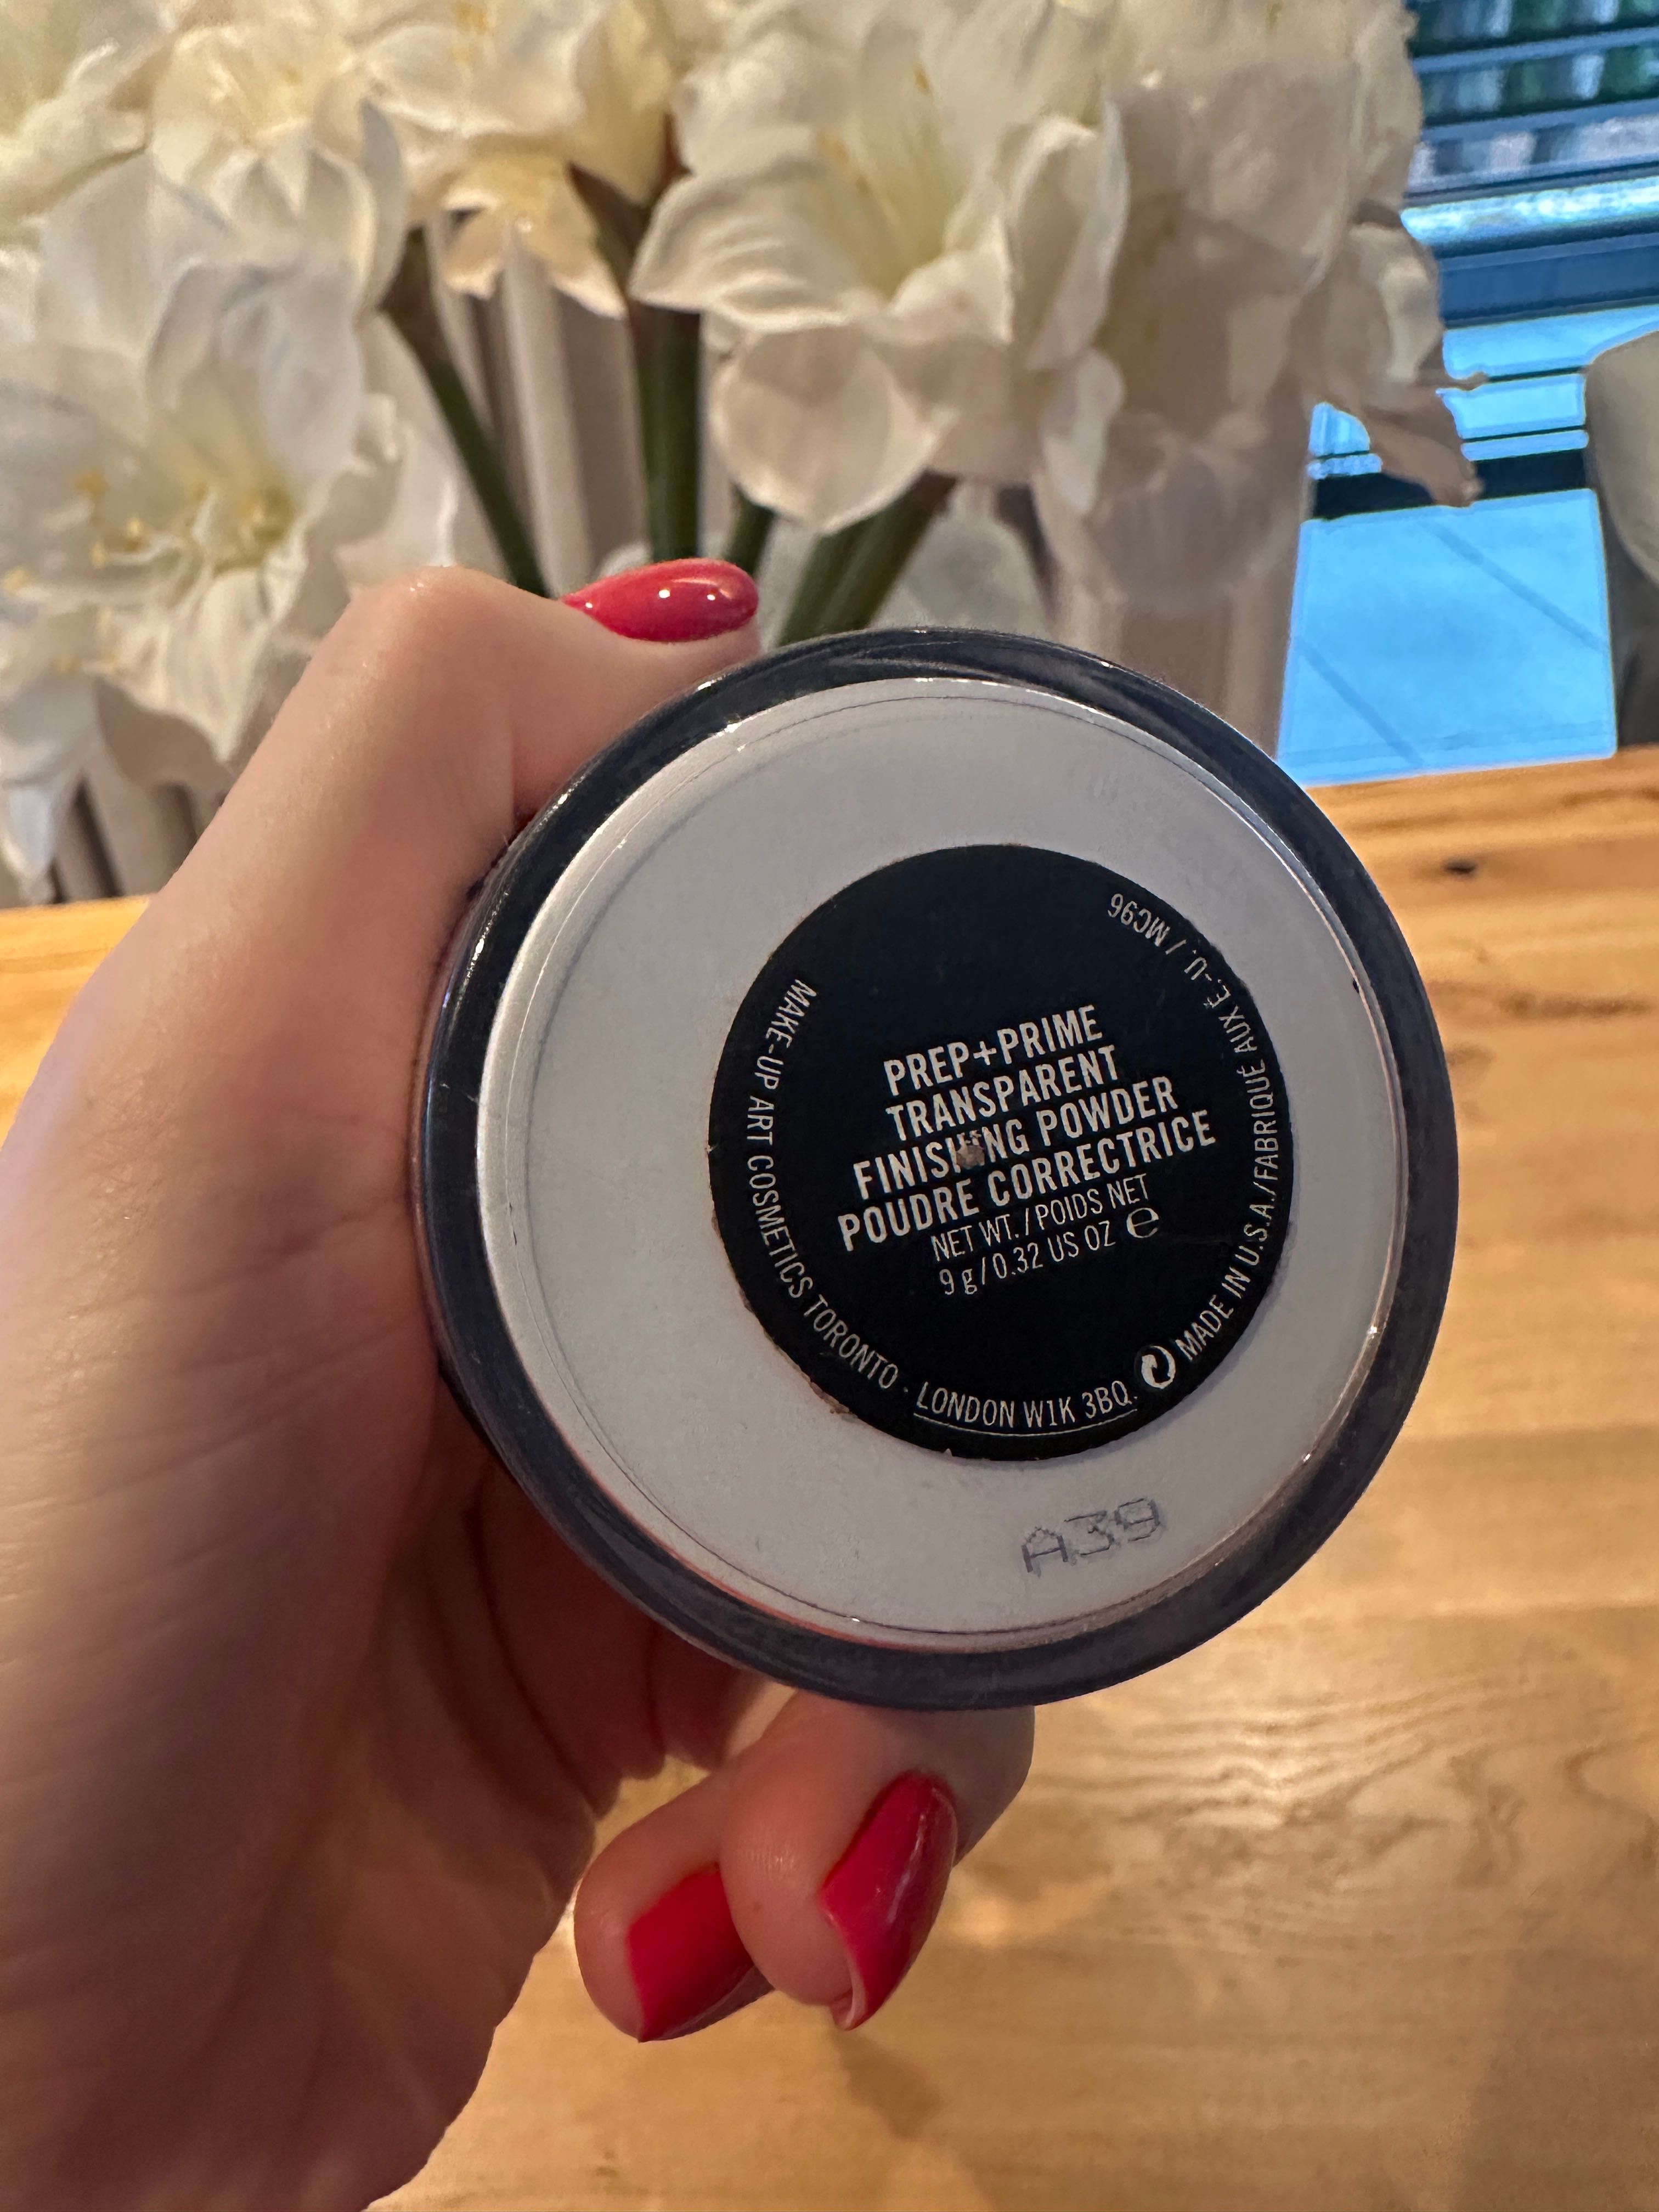 PREP+PRIME
TRANSPARENT
FINISHING POWDER
POUDRE CORRECTRICE
NET WT./POIDS NET
9 g/0.32 US OZ ℮
MAKE-UP ART COSMETICS TORONTO · LONDON W1K 3BQ.
MADE IN U.S.A./FABRIQUÉ AUX É.-U. / MC96
A39